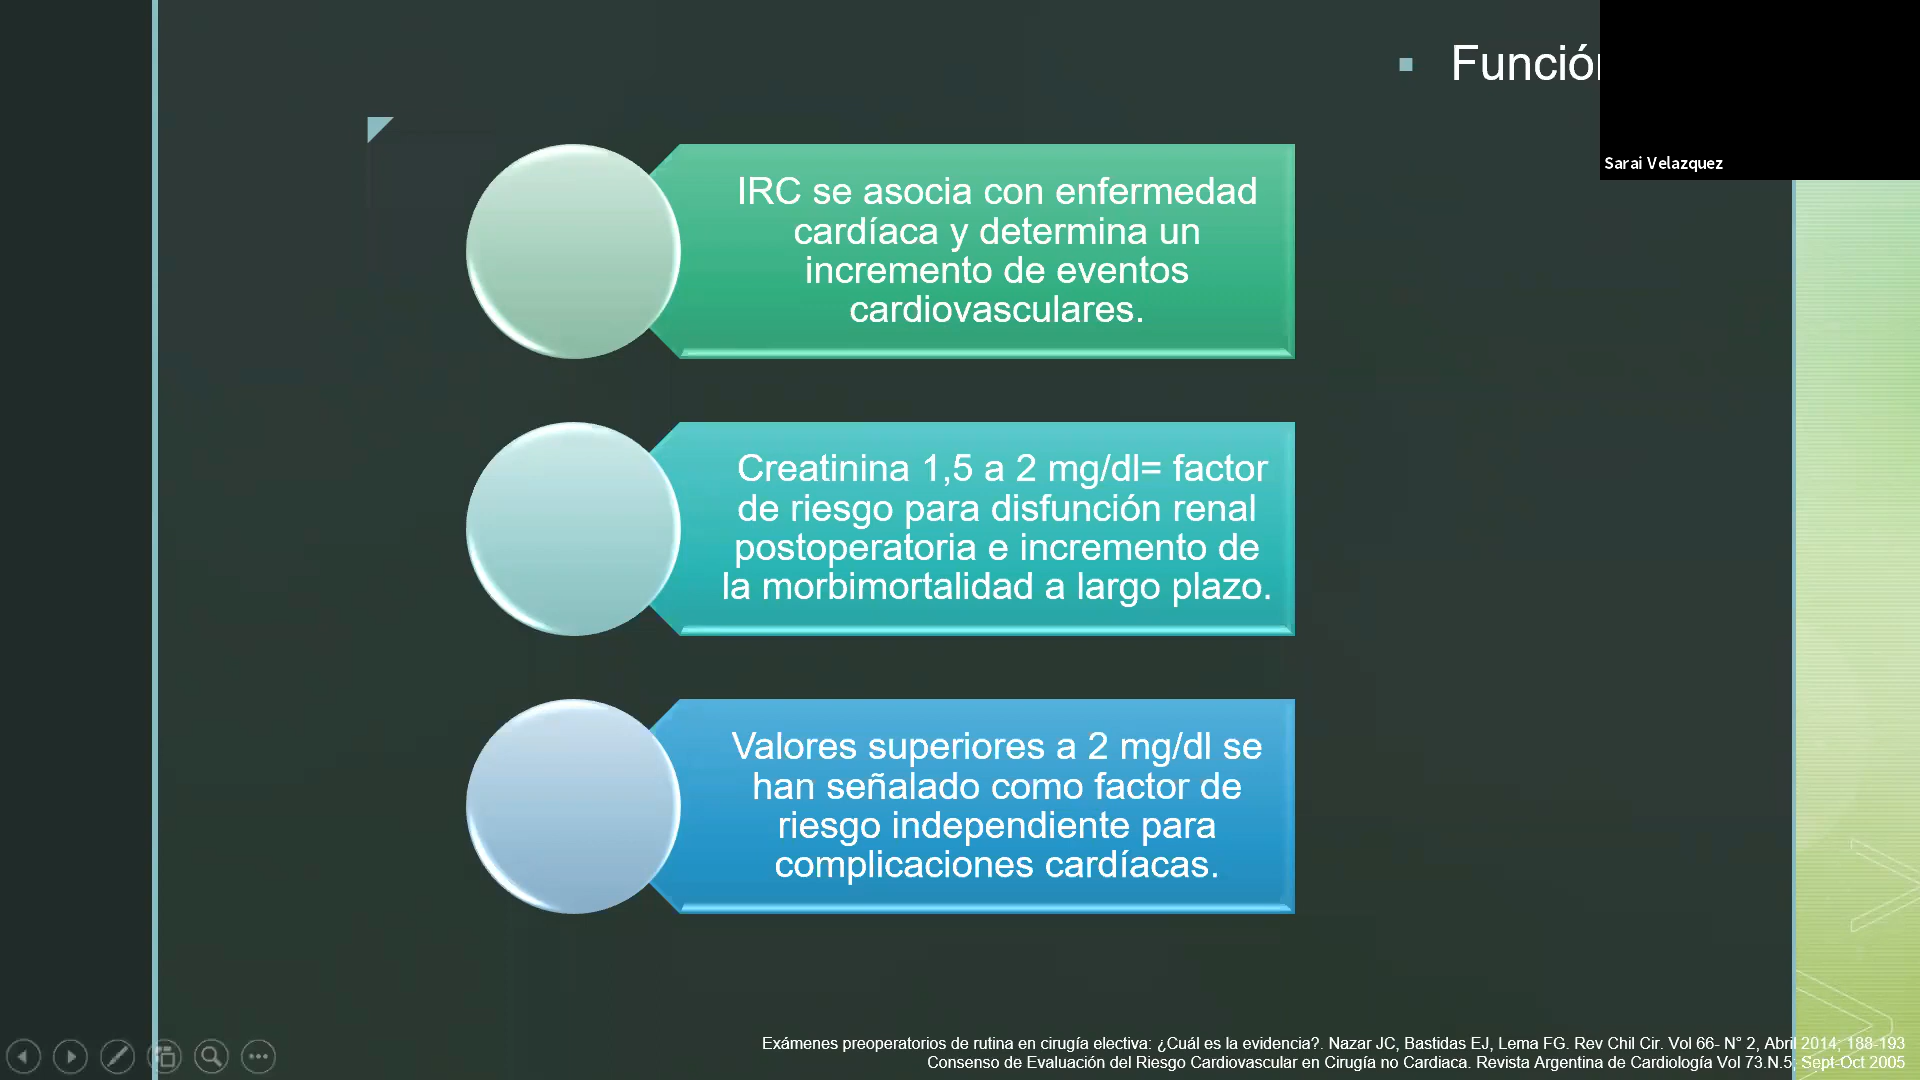 Sarai Velazquez
IRC se asocia con enfermedad
cardíaca y determina un
incremento de eventos
cardiovasculares.
Creatinina 1,5 a 2 mg/dl= factor
de riesgo para disfunción renal
postoperatoria e incremento de
la morbimortalidad a largo plazo.
Valores superiores a 2 mg/dl se
han señalado como factor de
riesgo independiente para
complicaciones cardíacas.
Exámenes preoperatorios de rutina en cirugía electiva: ¿Cuál es la evidencia?. Nazar JC, Bastidas EJ, Lema FG. Rev Chil Cir. Vol 66- N° 2, Abril 2014; 188-193
Consenso de Evaluación del Riesgo Cardiovascular en Cirugía no Cardiaca. Revista Argentina de Cardiología Vol 73.N.5, Sept-Oct 2005